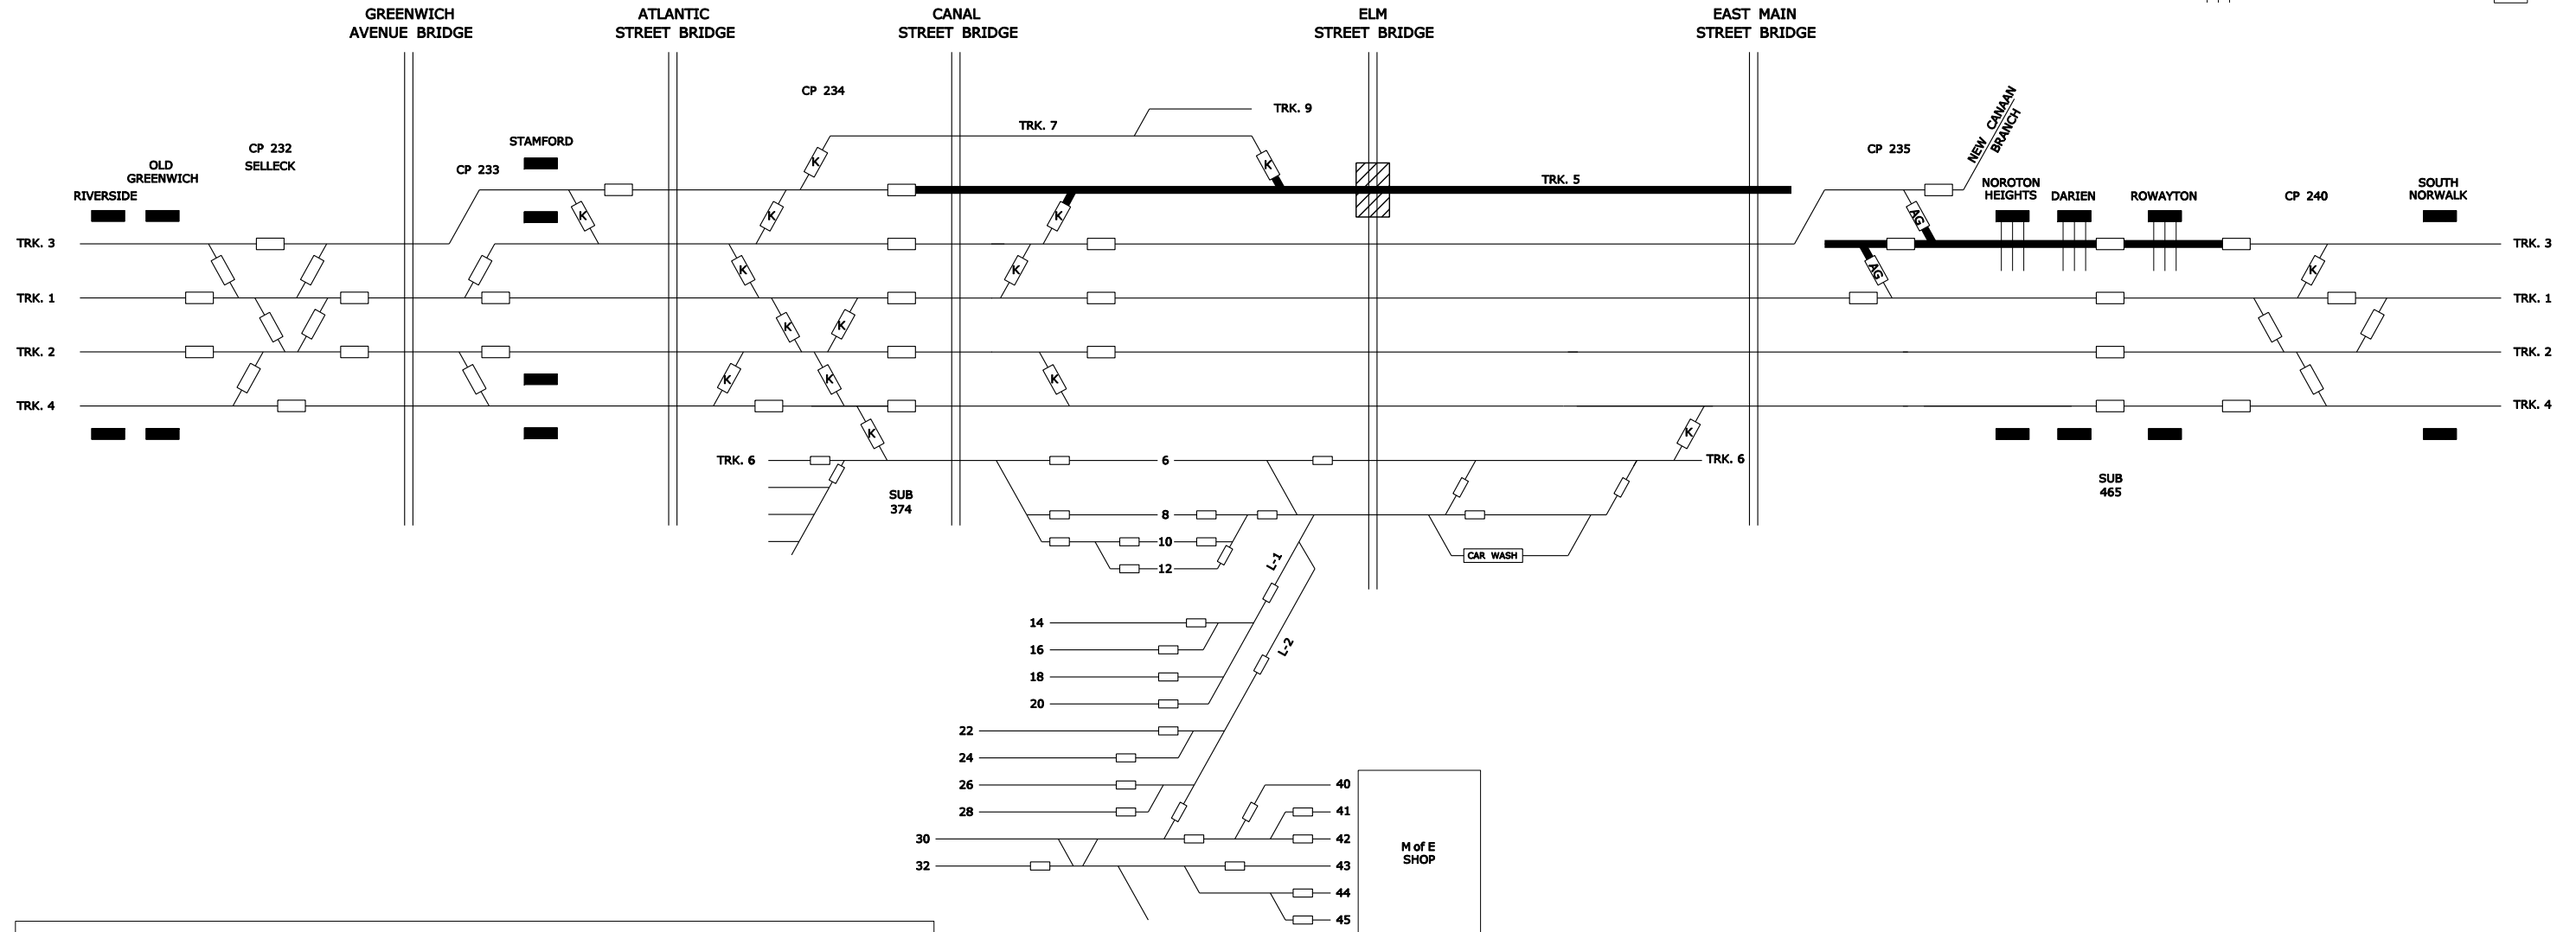 GREENWICH
AVENUE BRIDGE
ATLANTIC
STREET BRIDGE
CANAL
STREET BRIDGE
ELM
STREET BRIDGE
EAST MAIN
STREET BRIDGE
CP 234
TRK. 9
TRK. 7
NEW CANAAN
BRANCH
CP 235
STAMFORD
CP 232
SELLECK
CP 233
OLD
GREENWICH
RIVERSIDE
K
K
TRK. 5
NOROTON
HEIGHTS
DARIEN
ROWAYTON
CP 240
SOUTH
NORWALK
K
K
K
AG
TRK. 3
TRK. 3
K
K
AG
K
TRK. 1
TRK. 1
K
K
TRK. 2
TRK. 2
K
K
K
TRK. 4
TRK. 4
K
K
TRK. 6
6
TRK. 6
SUB
374
SUB
465
8
10
12
CAR WASH
L-1
L-2
14
16
18
20
22
24
26
28
30
32
40
41
42
43
44
45
M of E
SHOP